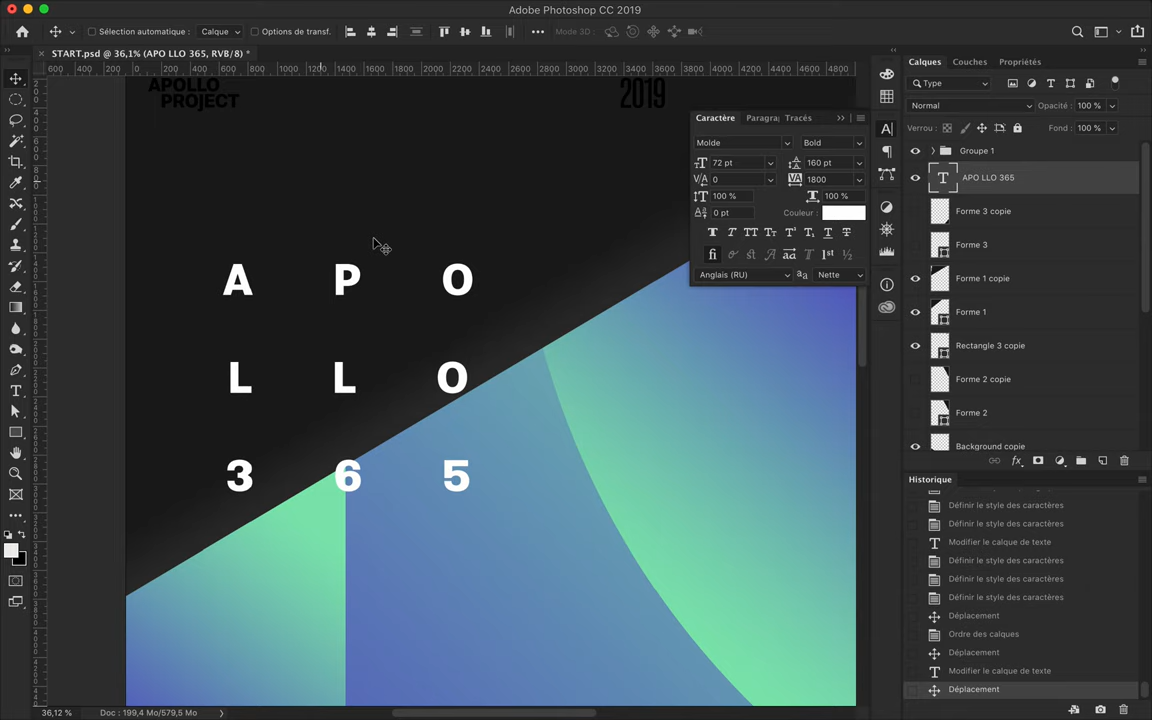 Adobe Photoshop CC 2019
Sélection automatique : Calque Options de transf. Mode 3D :
START.psd @ 36,1% (APO LLO 365, RVB/8) *
600 400 200 0 200 400 600 800 1000 1200 1400 1600 1800 2000 2200 2400 2600 2800 3000 3200 3400 3600 3800 4000 4200 4400 4600 4800
APOLLO
PROJECT
2019
A P O
L L O
3 6 5
Caractère Paragra Tracés
Molde Bold
72 pt 160 pt
0 1800
100 % 100 %
0 pt Couleur :
Anglais (RU) Nette
Calques Couches Propriétés
Type
Normal Opacité : 100 %
Verrou : Fond : 100 %
Groupe 1
APO LLO 365
Forme 3 copie
Forme 3
Forme 1 copie
Forme 1
Rectangle 3 copie
Forme 2 copie
Forme 2
Background copie
Historique
Définir le style des caractères
Définir le style des caractères
Modifier le calque de texte
Définir le style des caractères
Définir le style des caractères
Définir le style des caractères
Déplacement
Ordre des calques
Déplacement
Modifier le calque de texte
Déplacement
36,12 % Doc : 199,4 Mo/579,5 Mo